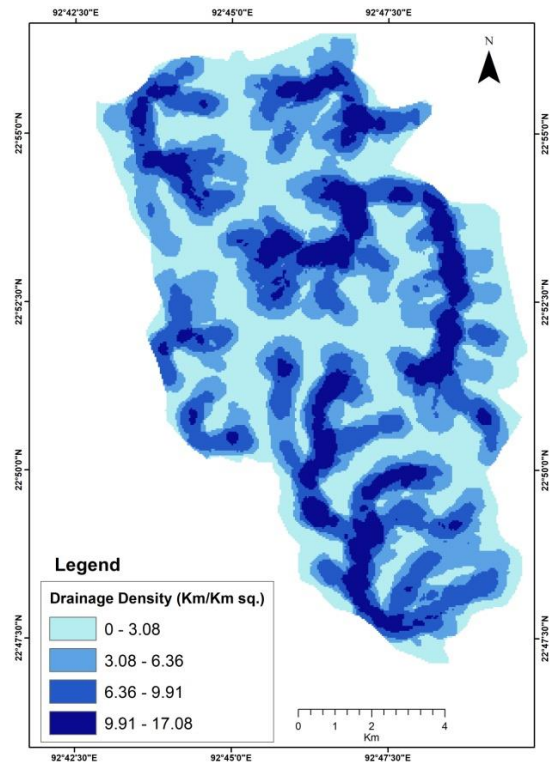 92°42'30"E 92°45'0"E 92°47'30"E
N
22°55'0"N 22°55'0"N
22°52'30"N 22°52'30"N
22°50'0"N 22°50'0"N
22°47'30"N 22°47'30"N
Legend
Drainage Density (Km/Km sq.)
0 - 3.08
3.08 - 6.36
6.36 - 9.91
9.91 - 17.08
0 1 2 4
Km
92°42'30"E 92°45'0"E 92°47'30"E